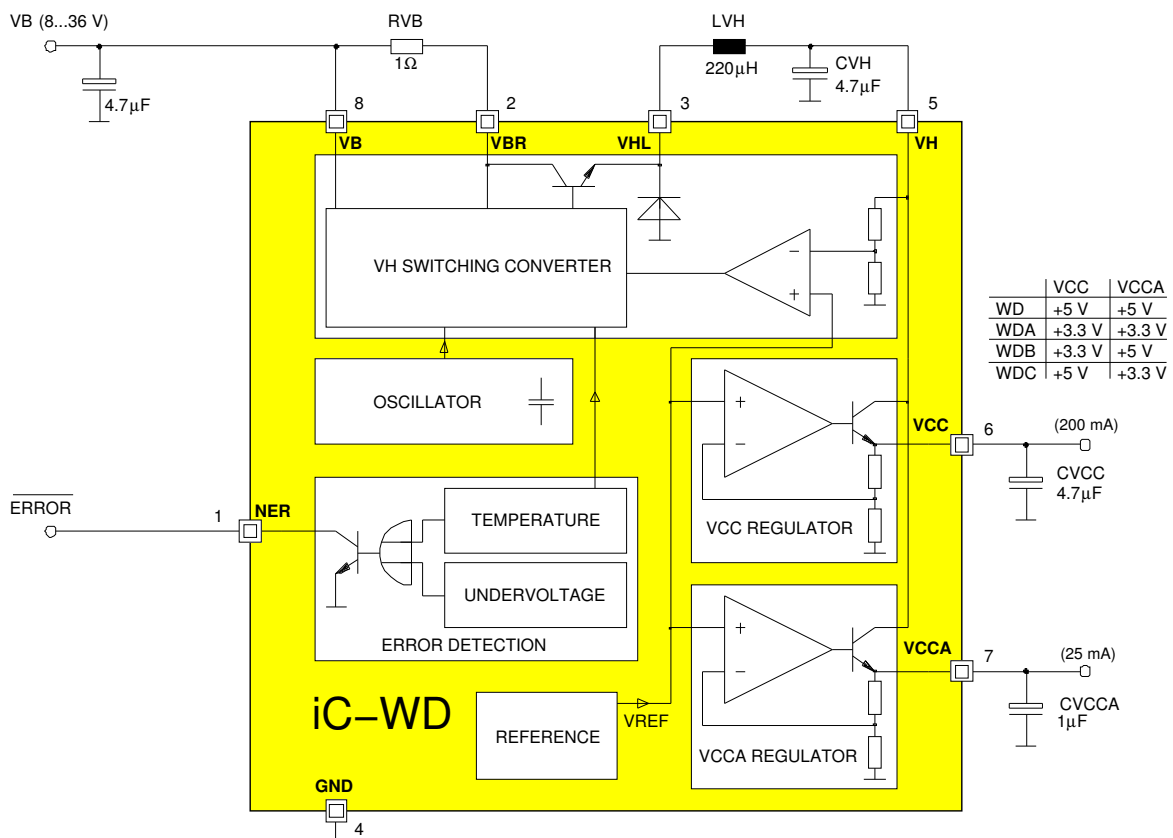 VB (8...36 V)
RVB
LVH
1Ω
220µH
CVH
4.7µF
4.7µF
8
2
3
5
VB
VBR
VHL
VH
VH SWITCHING CONVERTER
−
+
VCC VCCA
WD +5 V +5 V
WDA +3.3 V +3.3 V
WDB +3.3 V +5 V
WDC +5 V +3.3 V
OSCILLATOR
+
−
VCC
6
(200 mA)
CVCC
4.7µF
VCC REGULATOR
ERROR
1
NER
TEMPERATURE
UNDERVOLTAGE
ERROR DETECTION
+
−
VCCA
7
(25 mA)
CVCCA
1µF
VCCA REGULATOR
iC−WD
REFERENCE
VREF
GND
4